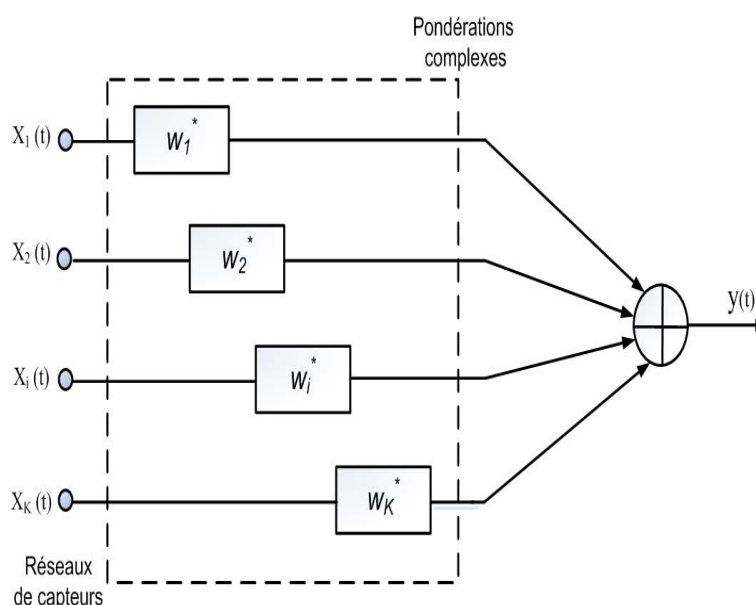 Pondérations
complexes
X1 (t)
w1*
X2 (t)
w2*
y(t)
Xi (t)
wi*
XK (t)
wK*
Réseaux
de capteurs